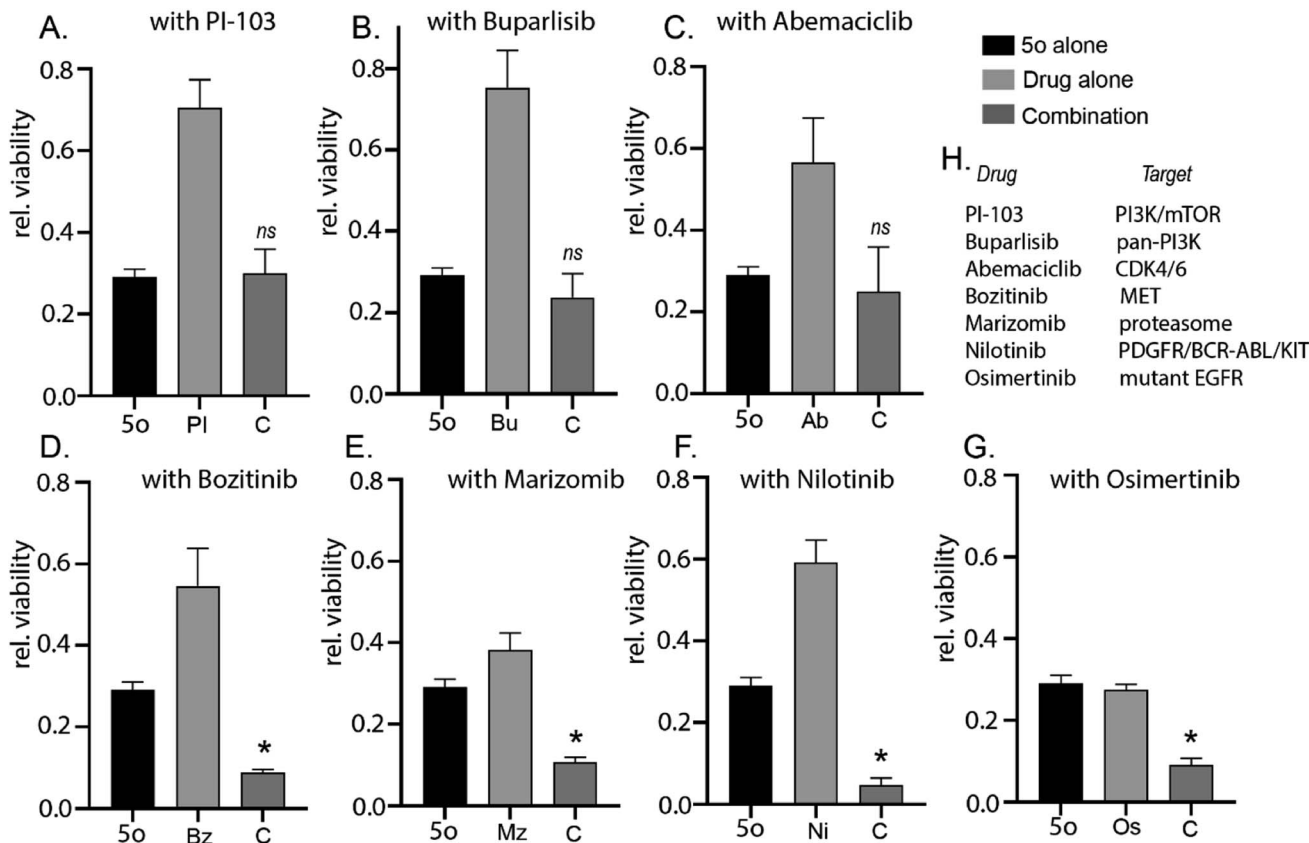 A. with PI-103
rel. viability
0.8
0.6
0.4
0.2
0.0
5o PI C
ns
B. with Buparlisib
rel. viability
0.8
0.6
0.4
0.2
0.0
5o Bu C
ns
C. with Abemaciclib
rel. viability
0.8
0.6
0.4
0.2
0.0
5o Ab C
ns
5o alone
Drug alone
Combination
H. Drug Target
PI-103 PI3K/mTOR
Buparlisib pan-PI3K
Abemaciclib CDK4/6
Bozitinib MET
Marizomib proteasome
Nilotinib PDGFR/BCR-ABL/KIT
Osimertinib mutant EGFR
D. with Bozitinib
rel. viability
0.8
0.6
0.4
0.2
0.0
5o Bz C
*
E. with Marizomib
rel. viability
0.8
0.6
0.4
0.2
0.0
5o Mz C
*
F. with Nilotinib
rel. viability
0.8
0.6
0.4
0.2
0.0
5o Ni C
*
G. with Osimertinib
rel. viability
0.8
0.6
0.4
0.2
0.0
5o Os C
*